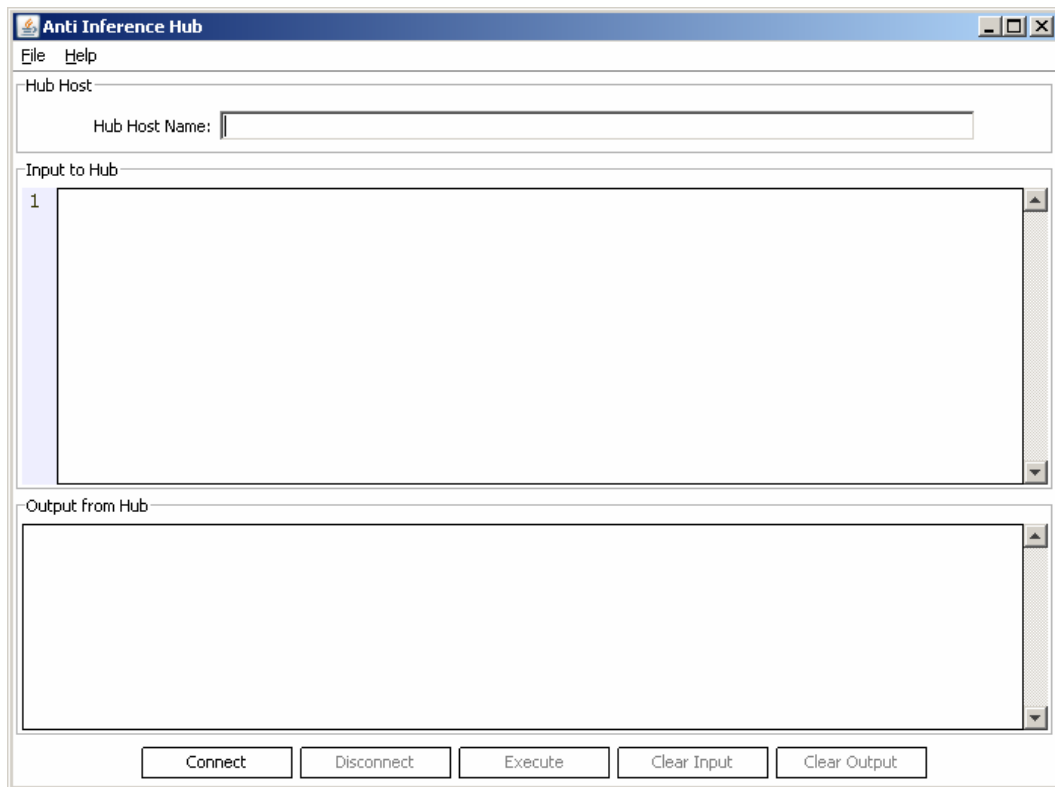 Anti Inference Hub
File Help
Hub Host
Hub Host Name:
Input to Hub
1
Output from Hub
Connect Disconnect Execute Clear Input Clear Output